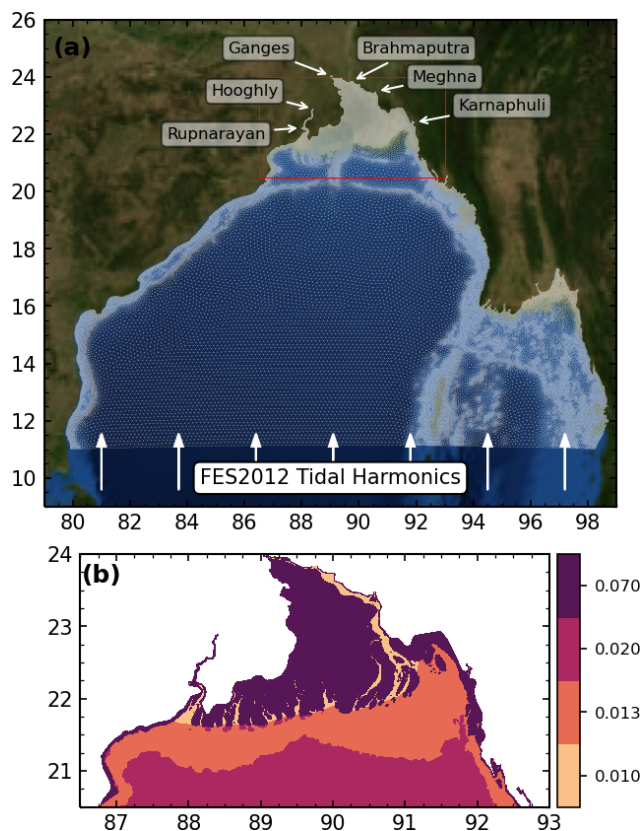 26
(a)
Ganges
Brahmaputra
24
Meghna
Hooghly
Karnaphuli
Rupnarayan
22
20
18
16
14
12
10
FES2012 Tidal Harmonics
80 82 84 86 88 90 92 94 96 98
24
(b)
0.070
23
0.020
22
0.013
21
0.010
87 88 89 90 91 92 93